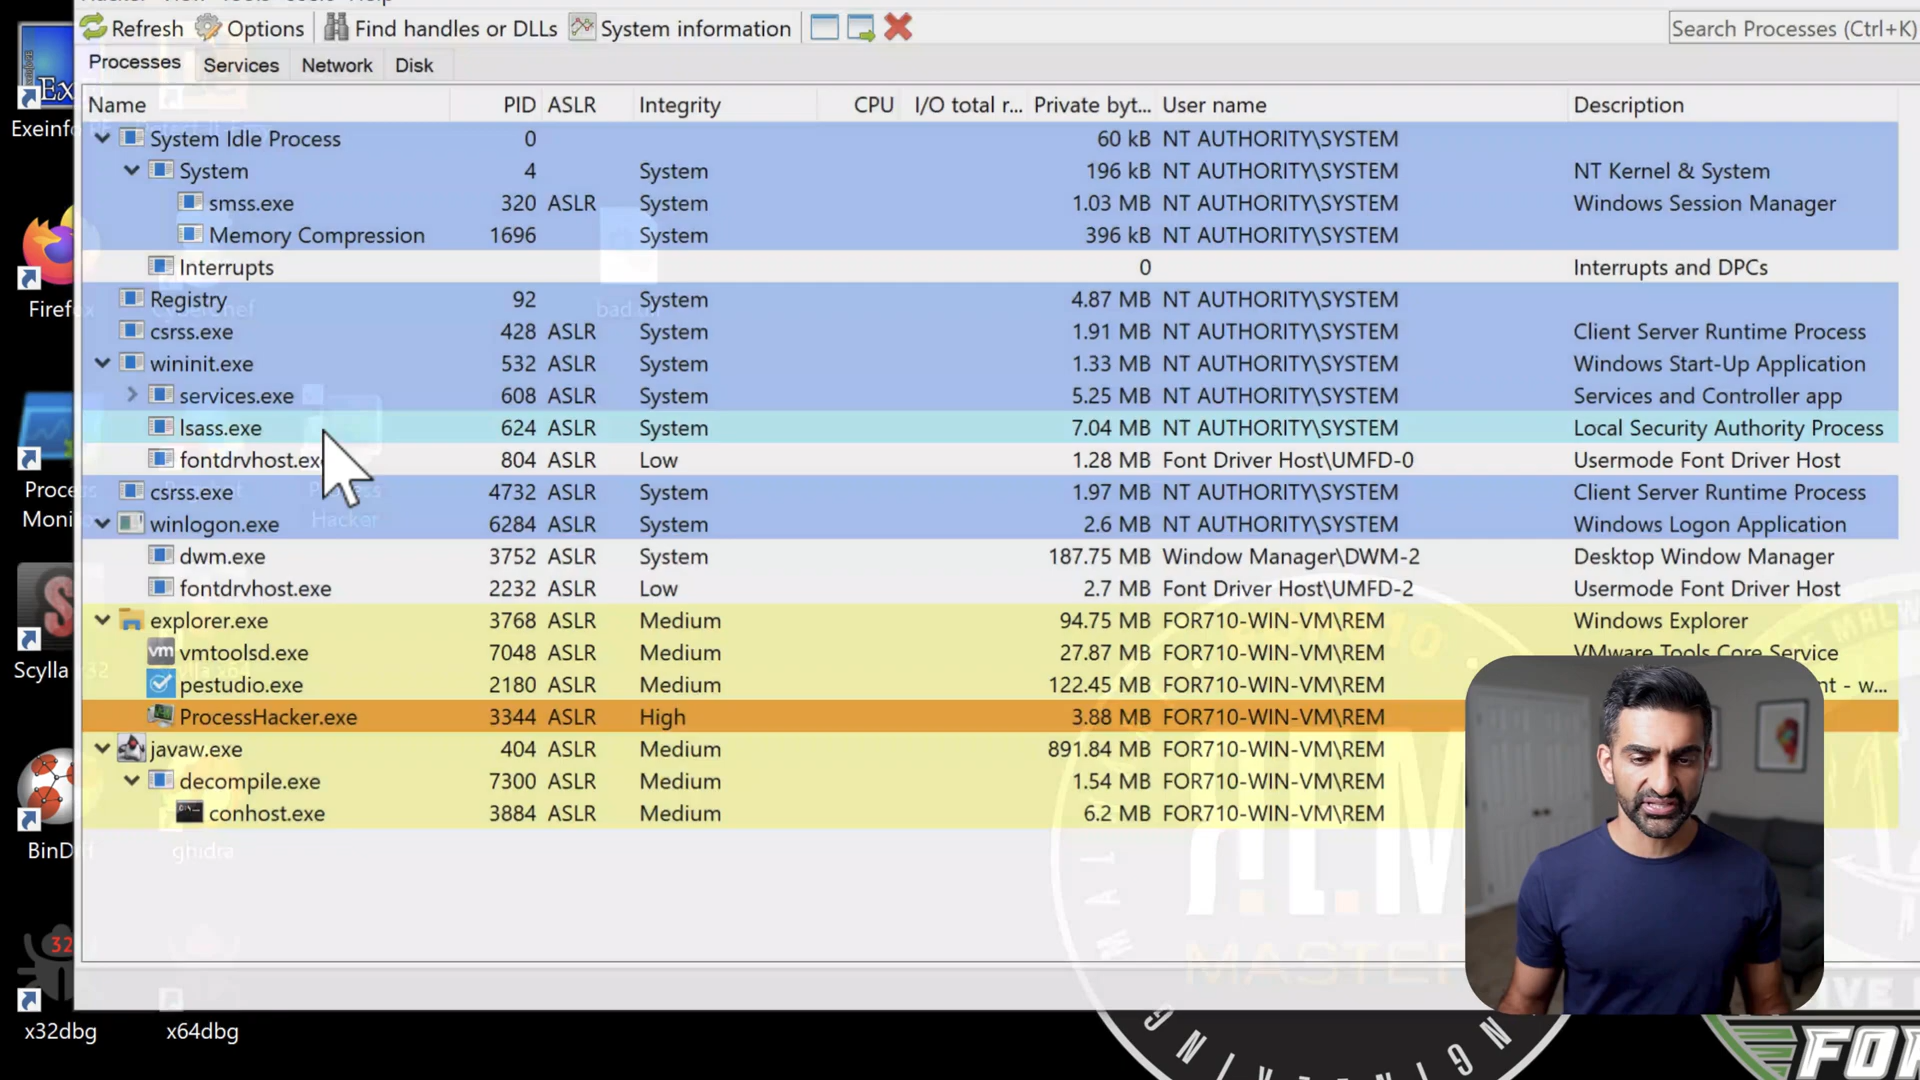 Refresh Options Find handles or DLLs System information Search Processes (Ctrl+K)
Processes Services Network Disk
Name PID ASLR Integrity CPU I/O total r... Private byt... User name Description
System Idle Process 0 60 kB NT AUTHORITY\SYSTEM
System 4 System 196 kB NT AUTHORITY\SYSTEM NT Kernel & System
smss.exe 320 ASLR System 1.03 MB NT AUTHORITY\SYSTEM Windows Session Manager
Memory Compression 1696 System 396 kB NT AUTHORITY\SYSTEM
Interrupts 0 Interrupts and DPCs
Registry 92 System 4.87 MB NT AUTHORITY\SYSTEM
csrss.exe 428 ASLR System 1.91 MB NT AUTHORITY\SYSTEM Client Server Runtime Process
wininit.exe 532 ASLR System 1.33 MB NT AUTHORITY\SYSTEM Windows Start-Up Application
services.exe 608 ASLR System 5.25 MB NT AUTHORITY\SYSTEM Services and Controller app
lsass.exe 624 ASLR System 7.04 MB NT AUTHORITY\SYSTEM Local Security Authority Process
fontdrvhost.exe 804 ASLR Low 1.28 MB Font Driver Host\UMFD-0 Usermode Font Driver Host
csrss.exe 4732 ASLR System 1.97 MB NT AUTHORITY\SYSTEM Client Server Runtime Process
winlogon.exe 6284 ASLR System 2.6 MB NT AUTHORITY\SYSTEM Windows Logon Application
dwm.exe 3752 ASLR System 187.75 MB Window Manager\DWM-2 Desktop Window Manager
fontdrvhost.exe 2232 ASLR Low 2.7 MB Font Driver Host\UMFD-2 Usermode Font Driver Host
explorer.exe 3768 ASLR Medium 94.75 MB FOR710-WIN-VM\REM Windows Explorer
vmtoolsd.exe 7048 ASLR Medium 27.87 MB FOR710-WIN-VM\REM VMware Tools Core Service
pestudio.exe 2180 ASLR Medium 122.45 MB FOR710-WIN-VM\REM nt - w...
ProcessHacker.exe 3344 ASLR High 3.88 MB FOR710-WIN-VM\REM
javaw.exe 404 ASLR Medium 891.84 MB FOR710-WIN-VM\REM
decompile.exe 7300 ASLR Medium 1.54 MB FOR710-WIN-VM\REM
conhost.exe 3884 ASLR Medium 6.2 MB FOR710-WIN-VM\REM
Exeinfo
Firefox
Process
Monitor
Hacker
Scylla x32
BinDiff
ghidra
32
x32dbg x64dbg
MASTER
FOR